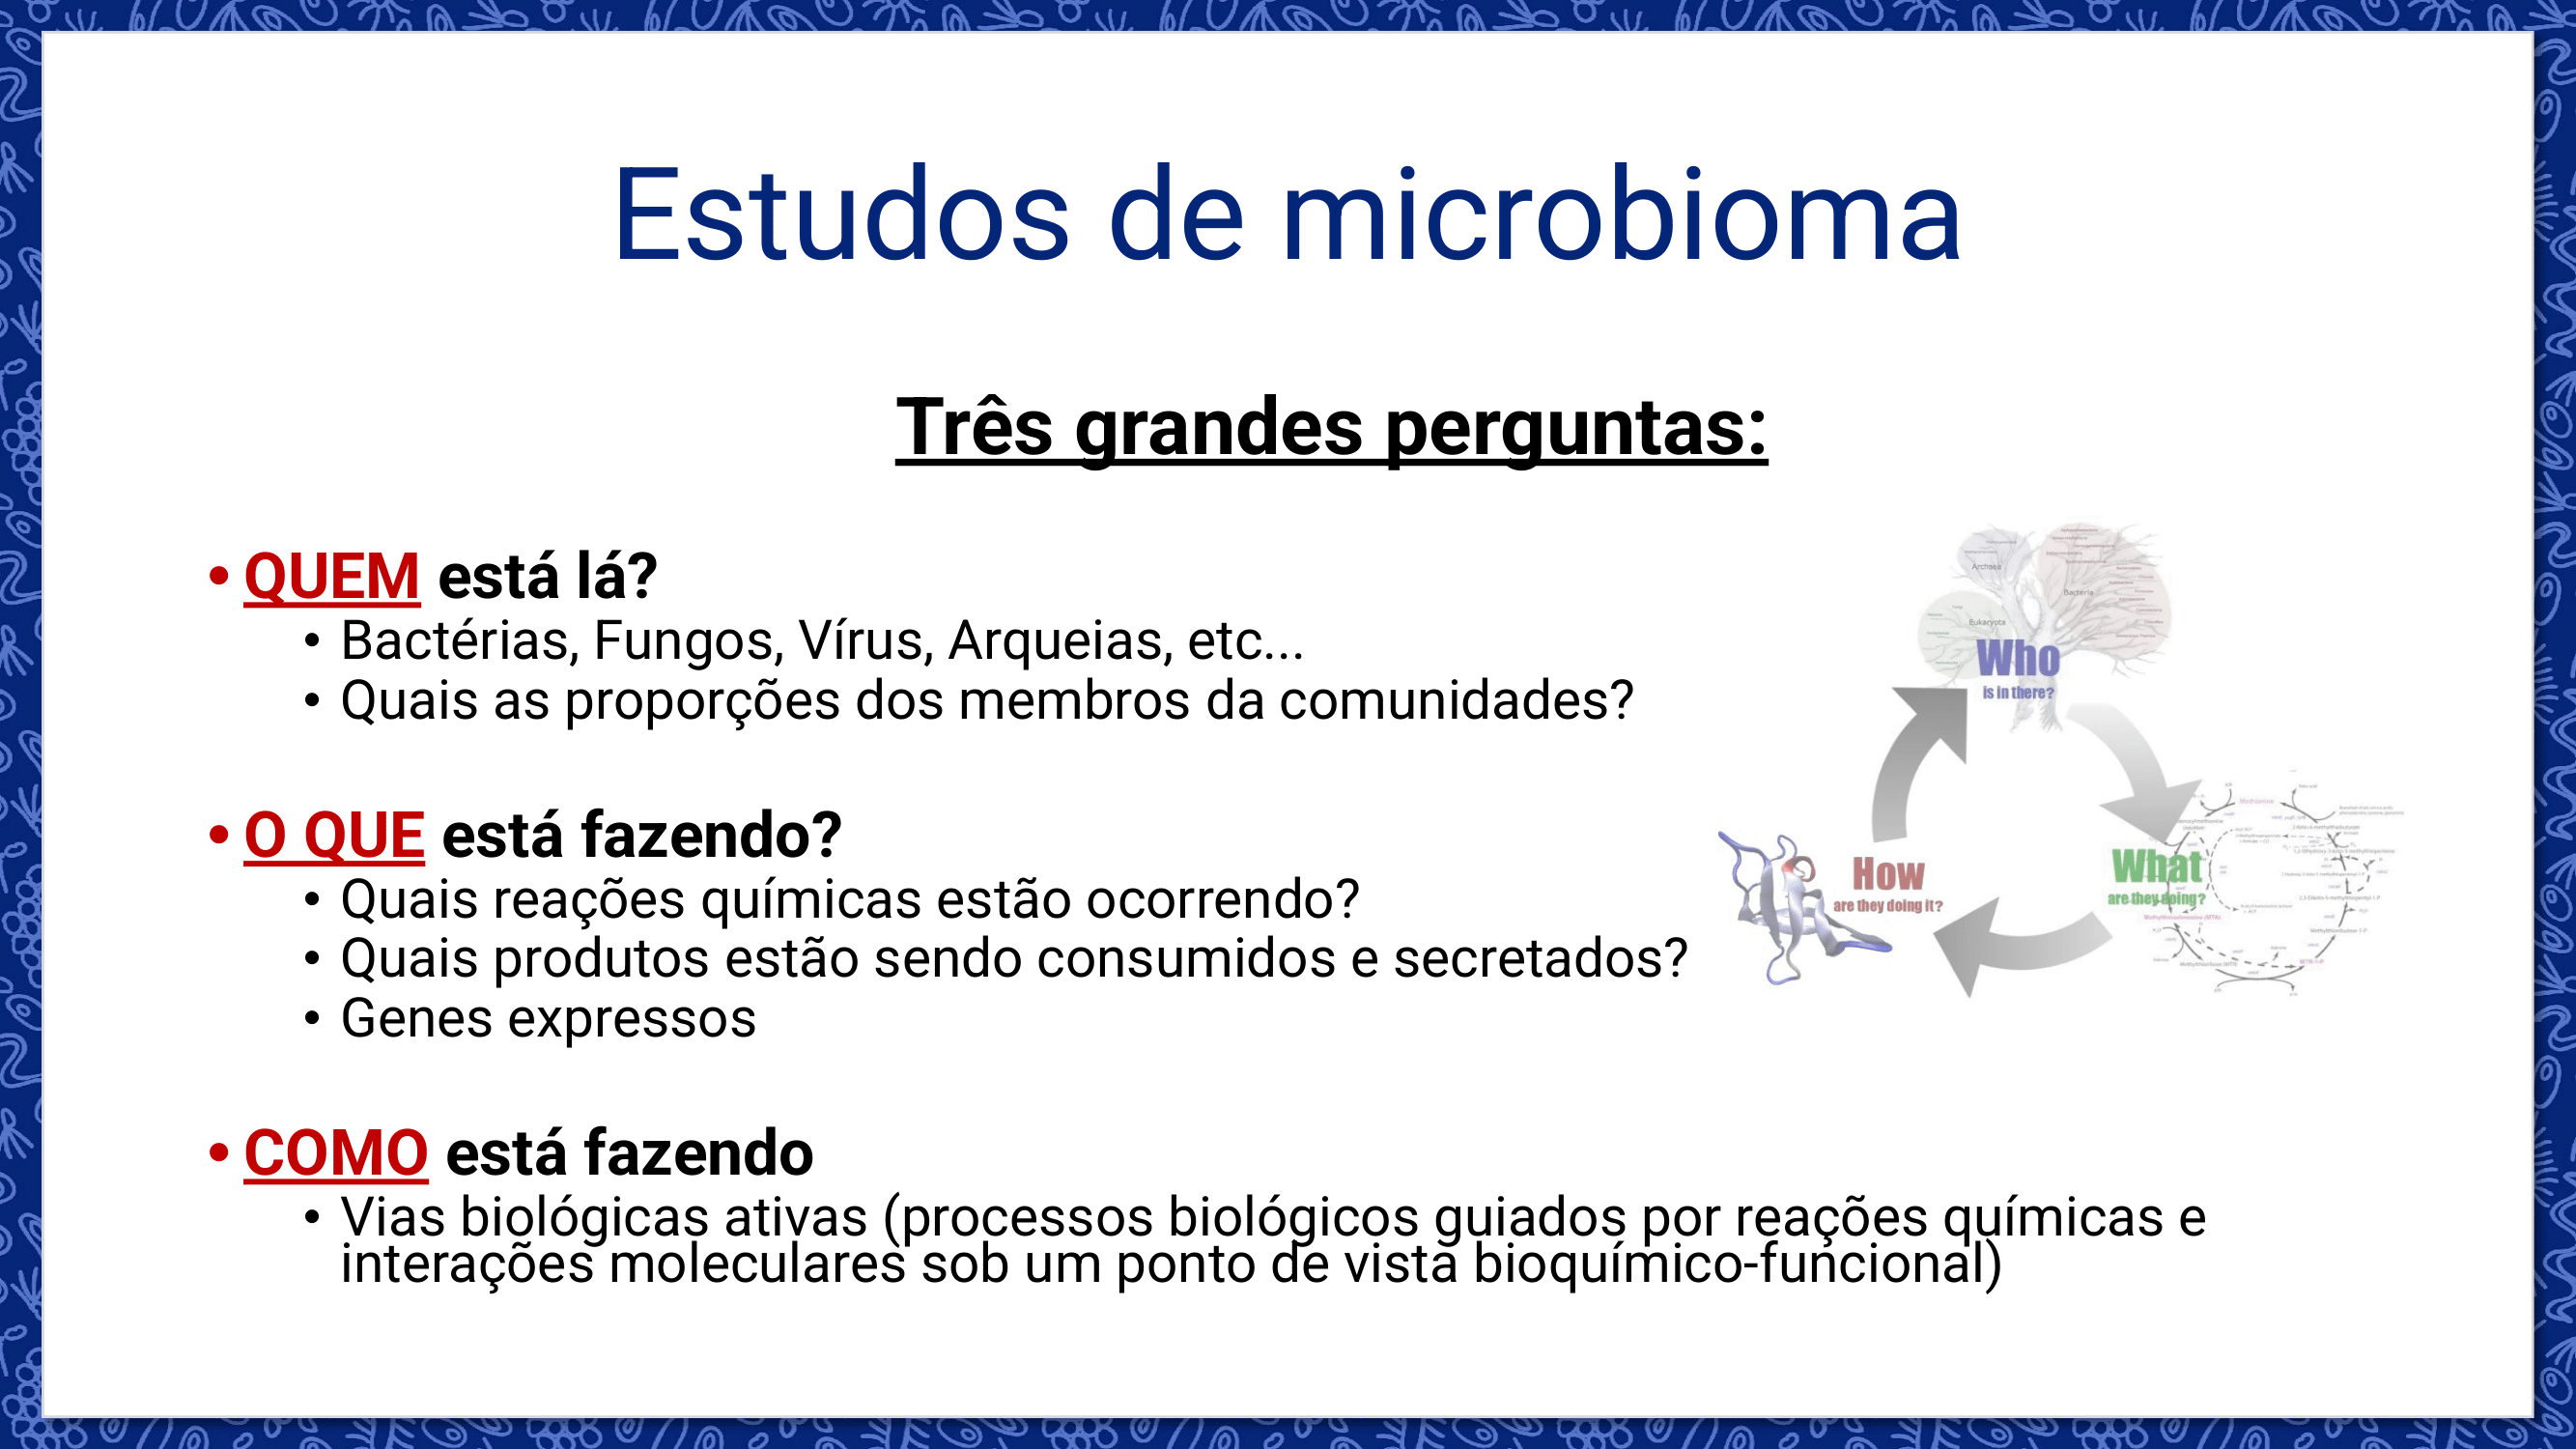 Estudos de microbioma
Três grandes perguntas:
• QUEM está lá?
• Bactérias, Fungos, Vírus, Arqueias, etc...
• Quais as proporções dos membros da comunidades?
• O QUE está fazendo?
• Quais reações químicas estão ocorrendo?
• Quais produtos estão sendo consumidos e secretados?
• Genes expressos
• COMO está fazendo
• Vias biológicas ativas (processos biológicos guiados por reações químicas e
interações moleculares sob um ponto de vista bioquímico-funcional)
Archaea
Bacteria
Eukaryota
Who
is in there?
What
are they doing?
How
are they doing it?